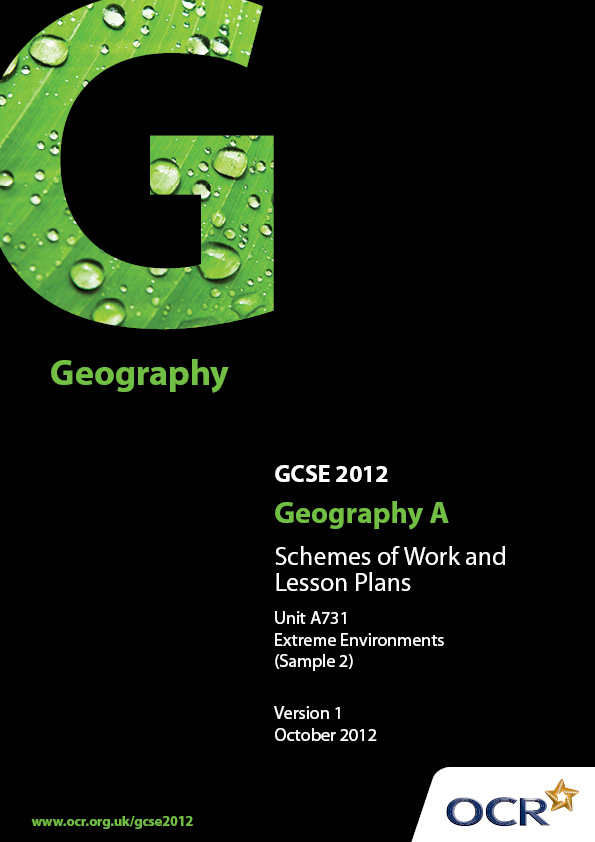 G
Geography
GCSE 2012
Geography A
Schemes of Work and
Lesson Plans
Unit A731
Extreme Environments
(Sample 2)
Version 1
October 2012
www.ocr.org.uk/gcse2012
OCR